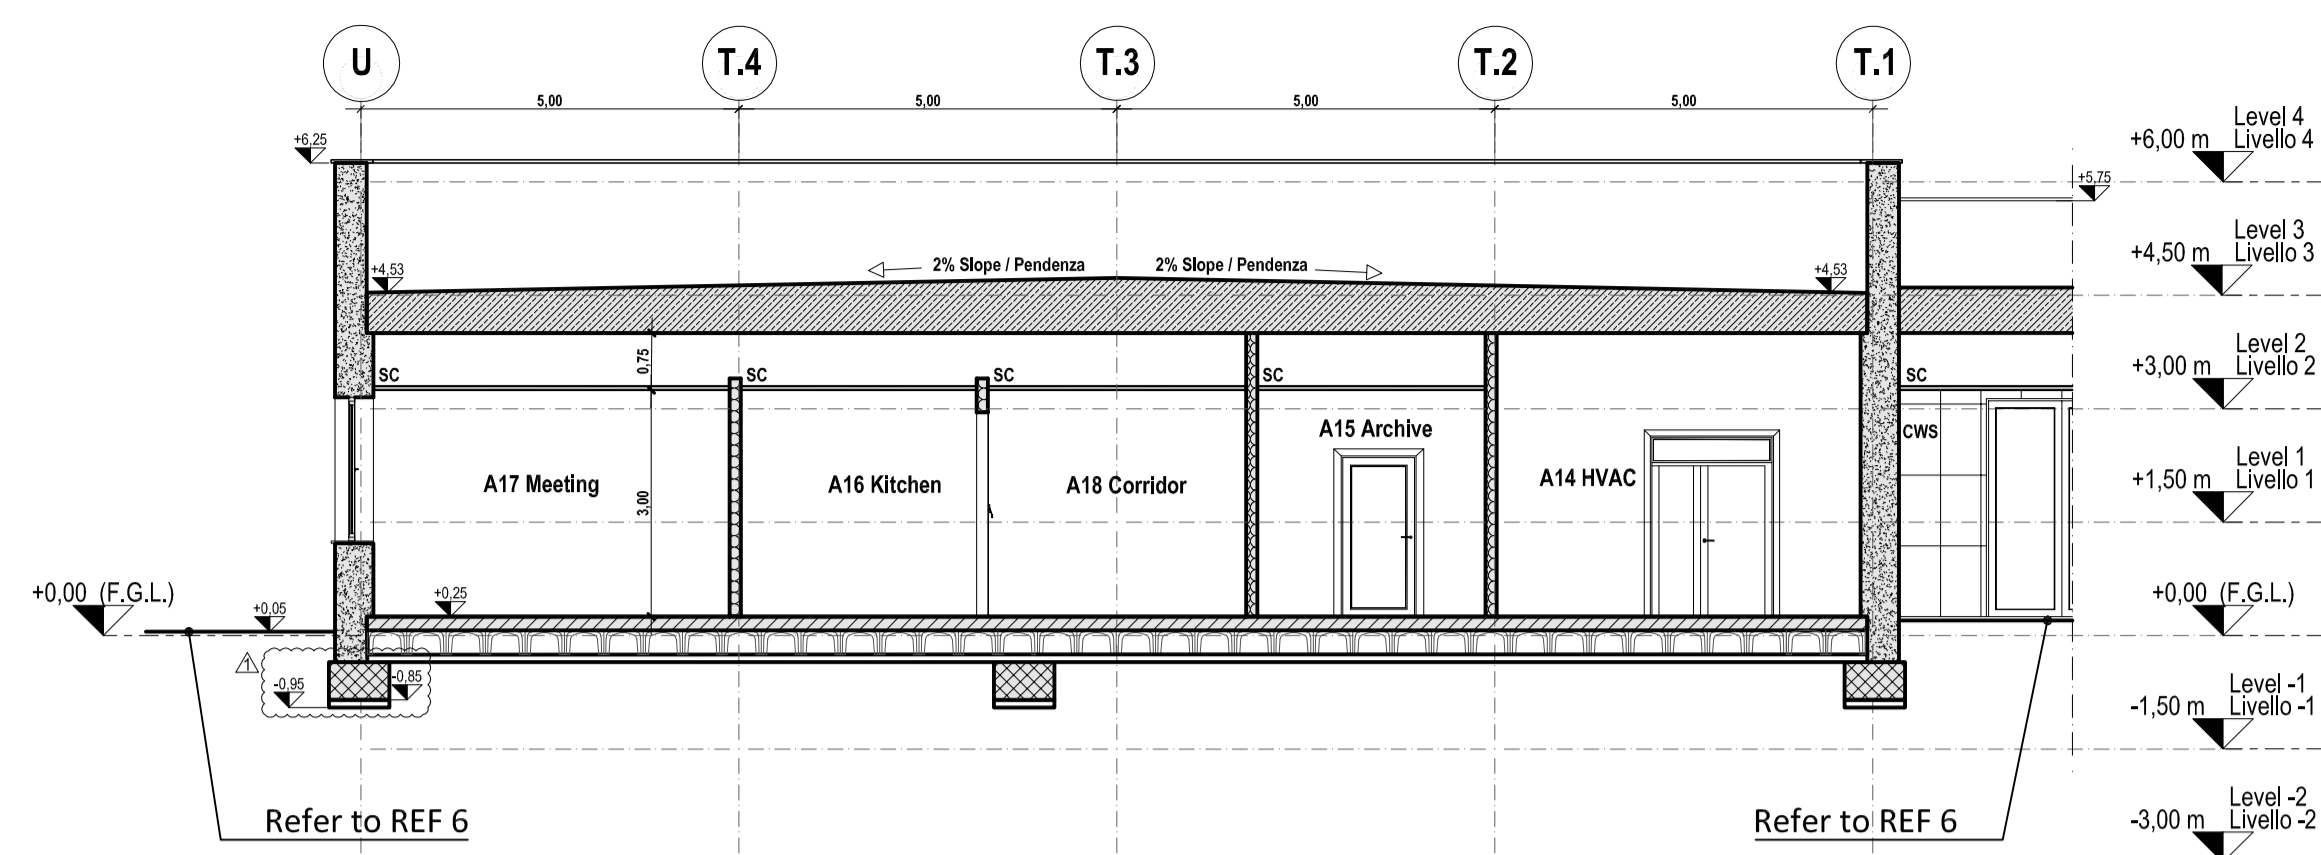 U
T.4
T.3
T.2
T.1
5,00
5,00
5,00
5,00
+6,25
Level 4
+6,00 m Livello 4
+5,75
Level 3
+4,50 m Livello 3
2% Slope / Pendenza
2% Slope / Pendenza
+4,53
+4,53
Level 2
+3,00 m Livello 2
0,75
SC
SC
SC
SC
SC
A15 Archive
CWS
Level 1
+1,50 m Livello 1
A17 Meeting
3,00
A16 Kitchen
A18 Corridor
A14 HVAC
+0,00 (F.G.L.)
+0,05
+0,25
+0,00 (F.G.L.)
1
-0,95
-0,85
Level -1
-1,50 m Livello -1
Refer to REF 6
Refer to REF 6
Level -2
-3,00 m Livello -2